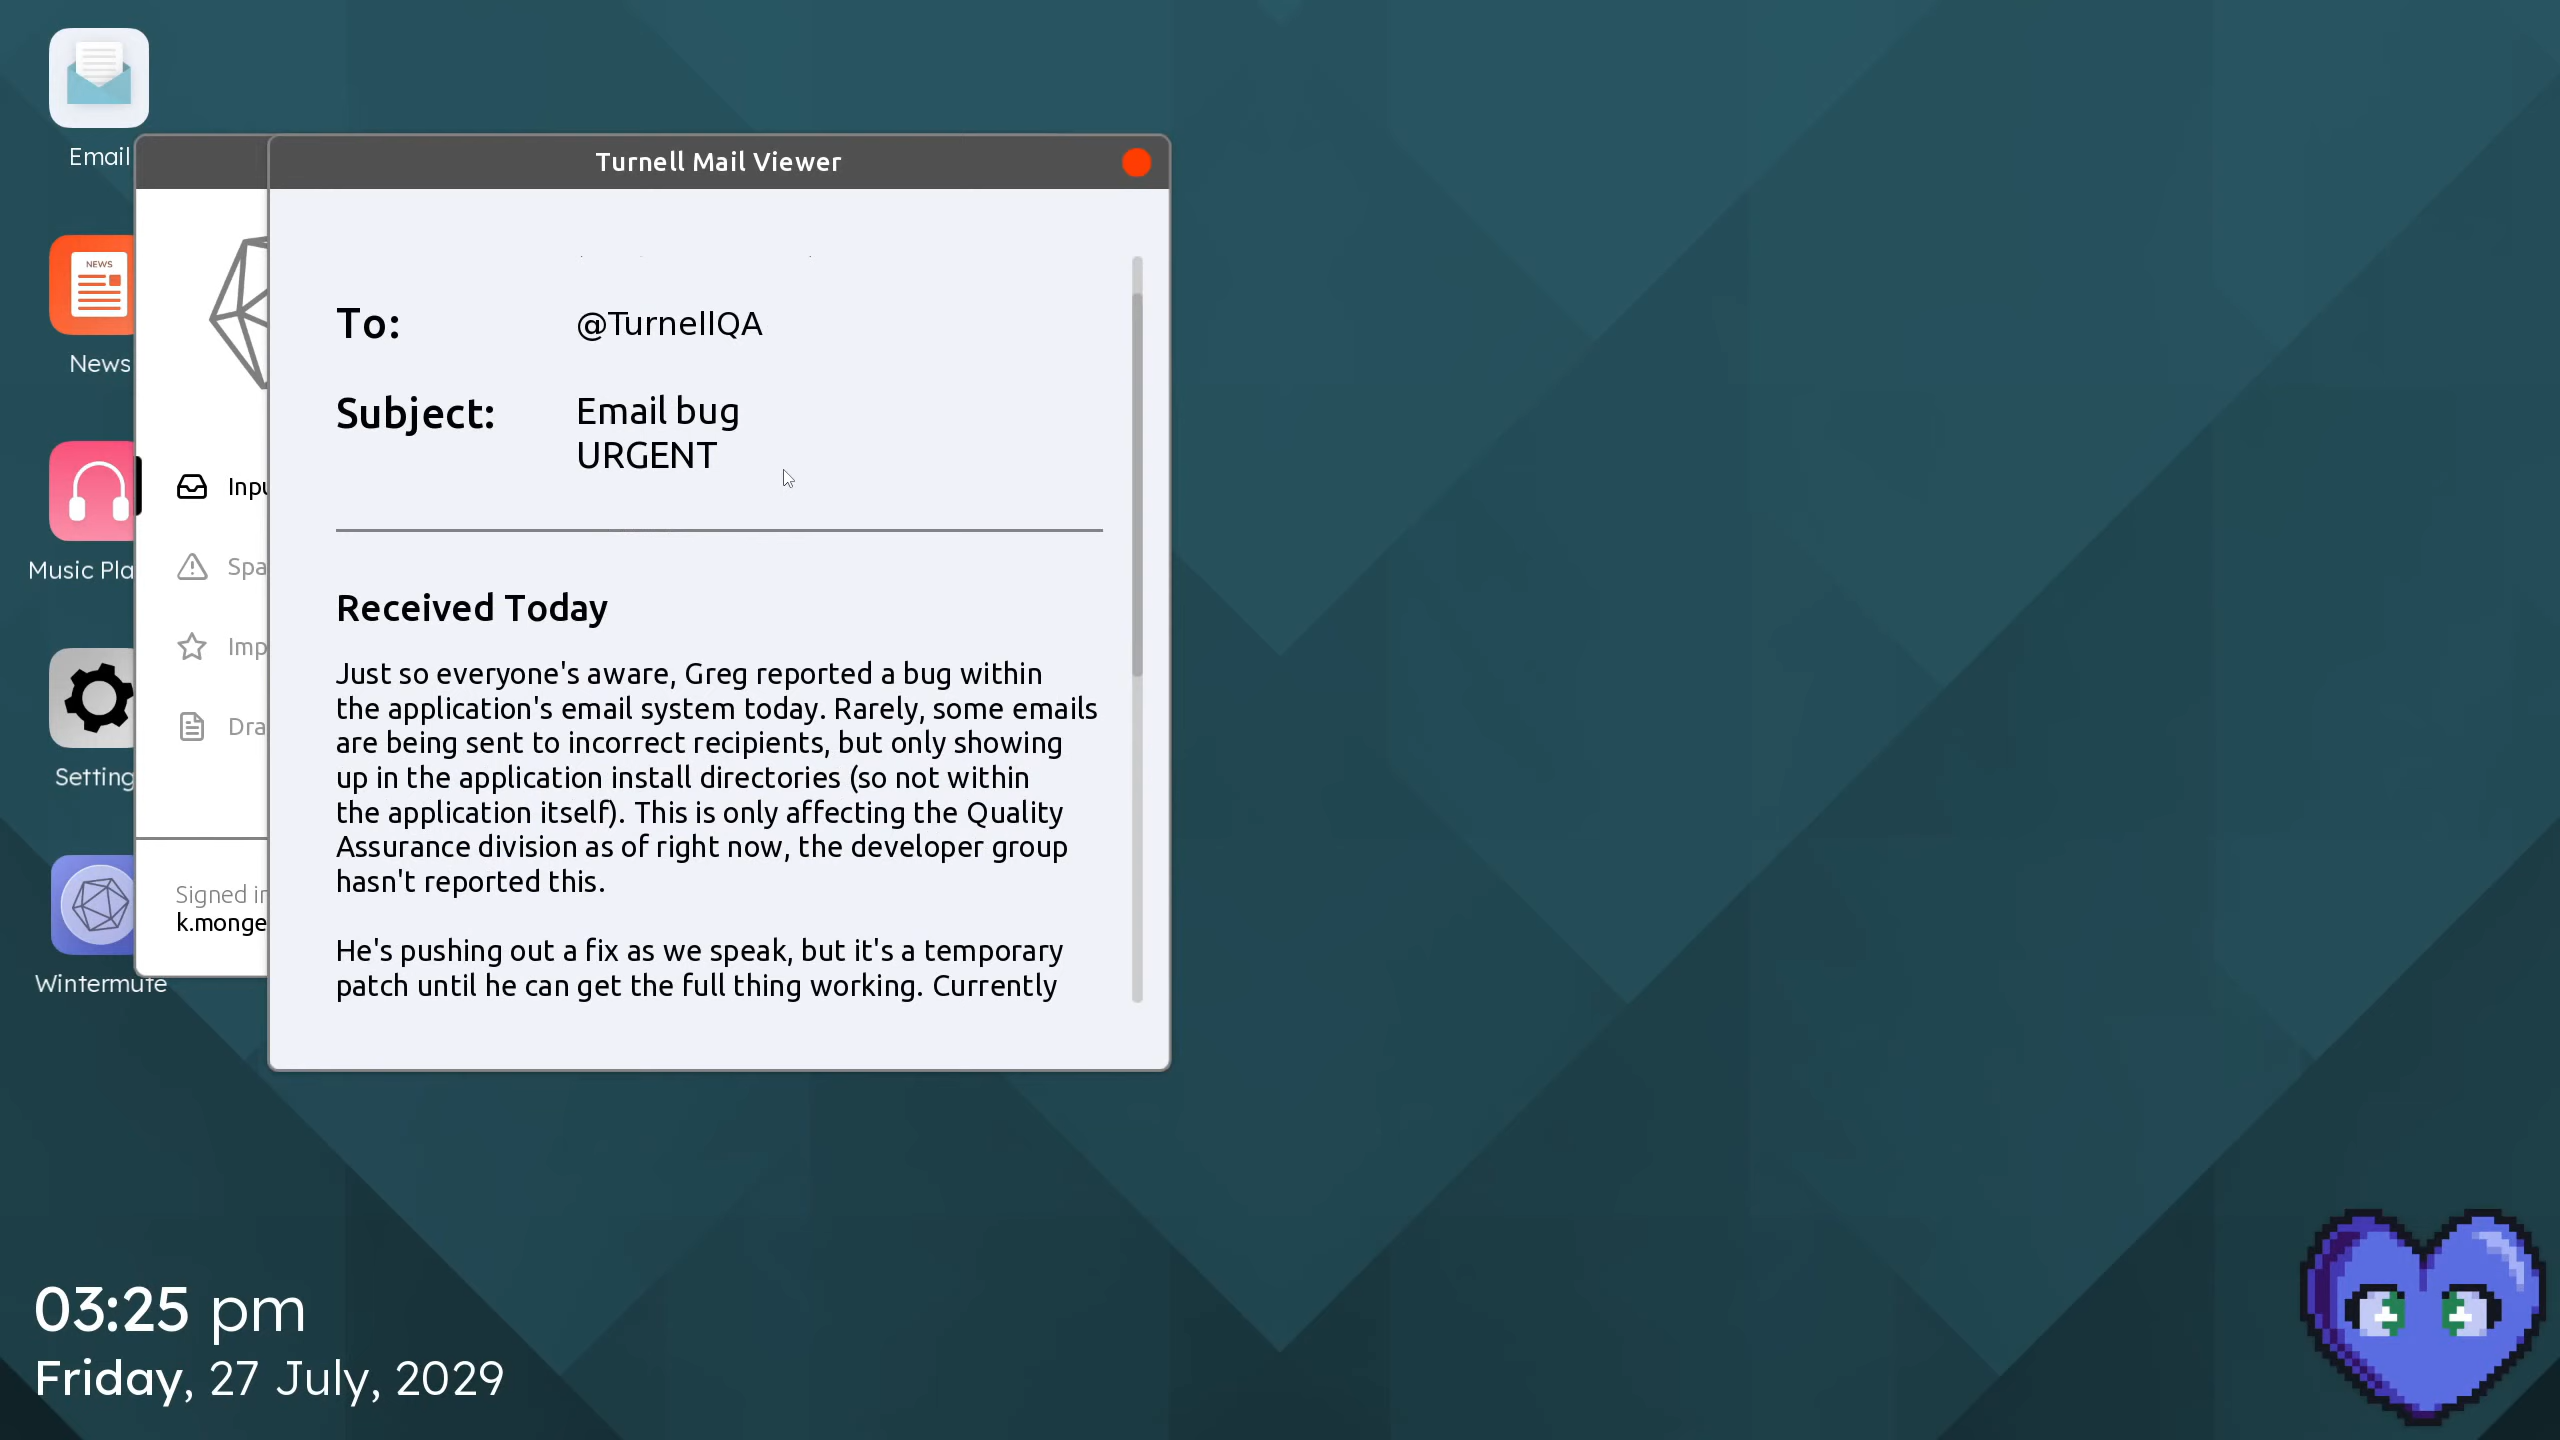 Email
NEWS
News
Music Pla
Setting
Wintermute
Turnell Mail Viewer
Inpu
Spa
Imp
Dra
Signed in
k.monge
To: @TurnellQA
Subject: Email bug
URGENT
Received Today
Just so everyone's aware, Greg reported a bug within
the application's email system today. Rarely, some emails
are being sent to incorrect recipients, but only showing
up in the application install directories (so not within
the application itself). This is only affecting the Quality
Assurance division as of right now, the developer group
hasn't reported this.
He's pushing out a fix as we speak, but it's a temporary
patch until he can get the full thing working. Currently
03:25 pm
Friday, 27 July, 2029